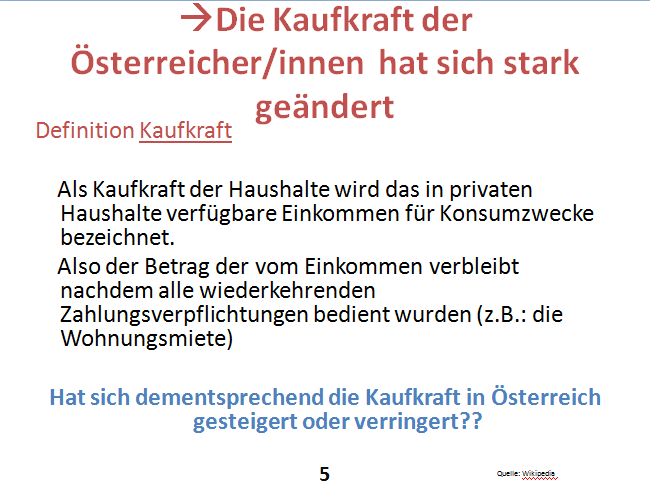 →Die Kaufkraft der
Österreicher/innen hat sich stark
geändert
Definition Kaufkraft
Als Kaufkraft der Haushalte wird das in privaten
Haushalte verfügbare Einkommen für Konsumzwecke
bezeichnet.
Also der Betrag der vom Einkommen verbleibt
nachdem alle wiederkehrenden
Zahlungsverpflichtungen bedient wurden (z.B.: die
Wohnungsmiete)
Hat sich dementsprechend die Kaufkraft in Österreich
gesteigert oder verringert??
5
Quelle: Wikipedia